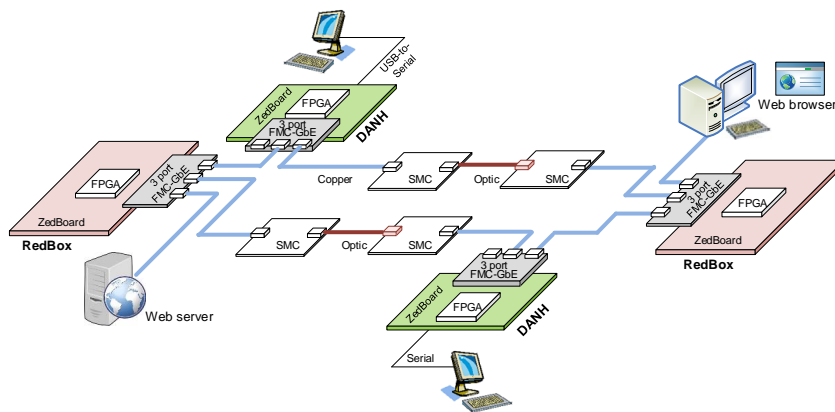 USB-to-
Serial
ZedBoard
FPGA
3 port
FMC-GbE
DANH
Web browser
3 port
FMC-GbE
FPGA
ZedBoard
RedBox
Copper
SMC
Optic
SMC
3 port
FMC-GbE
FPGA
ZedBoard
RedBox
SMC
Optic
SMC
Web server
3 port
FMC-GbE
ZedBoard
FPGA
DANH
Serial